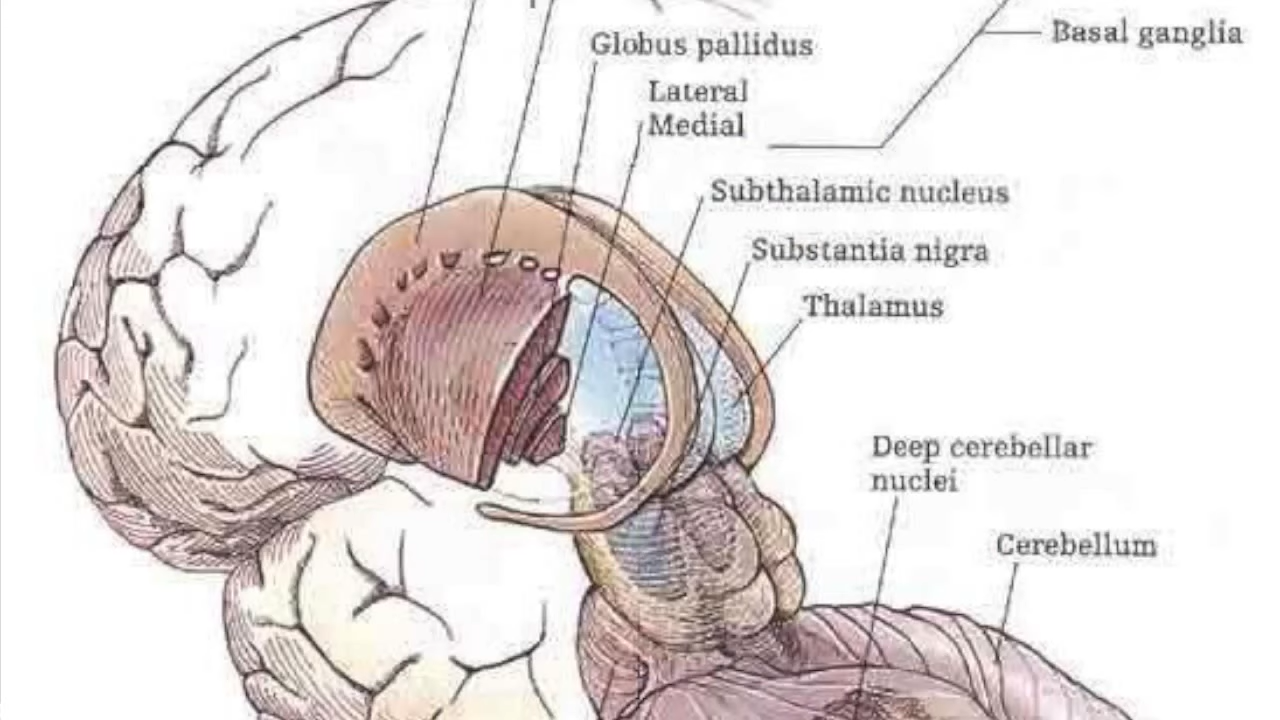 Globus pallidus
Basal ganglia
Lateral
Medial
Subthalamic nucleus
Substantia nigra
Thalamus
Deep cerebellar
nuclei
Cerebellum